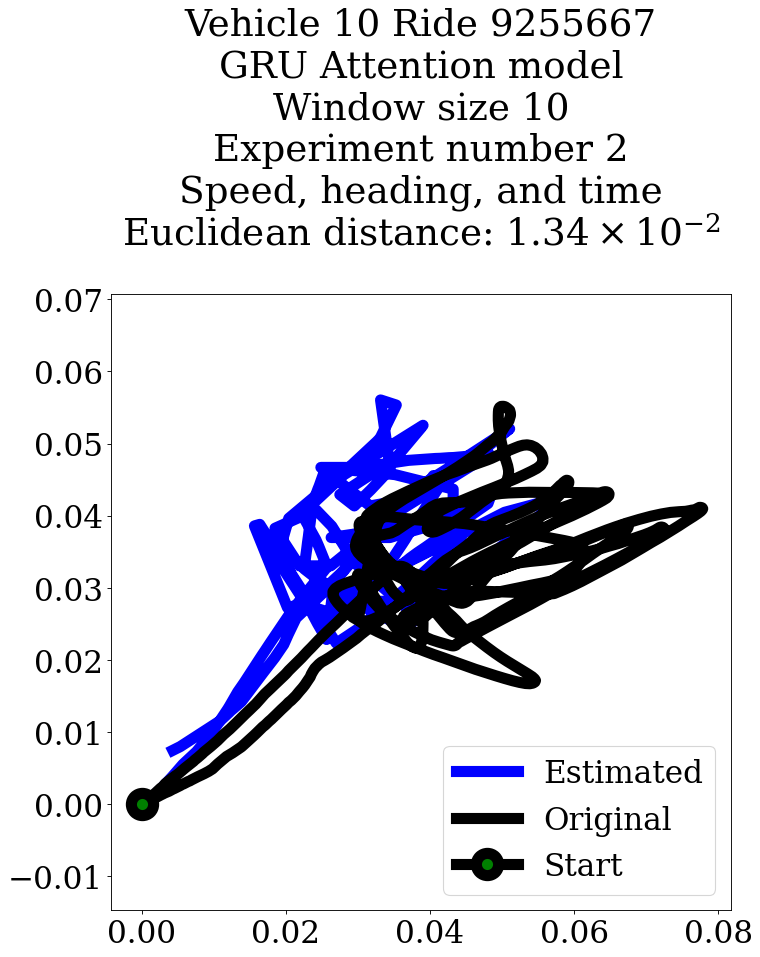 Vehicle 10 Ride 9255667
GRU Attention model
Window size 10
Experiment number 2
Speed, heading, and time
Euclidean distance: 1.34 × 10⁻²
0.07
0.06
0.05
0.04
0.03
0.02
0.01
0.00
−0.01
Estimated
Original
Start
0.00 0.02 0.04 0.06 0.08